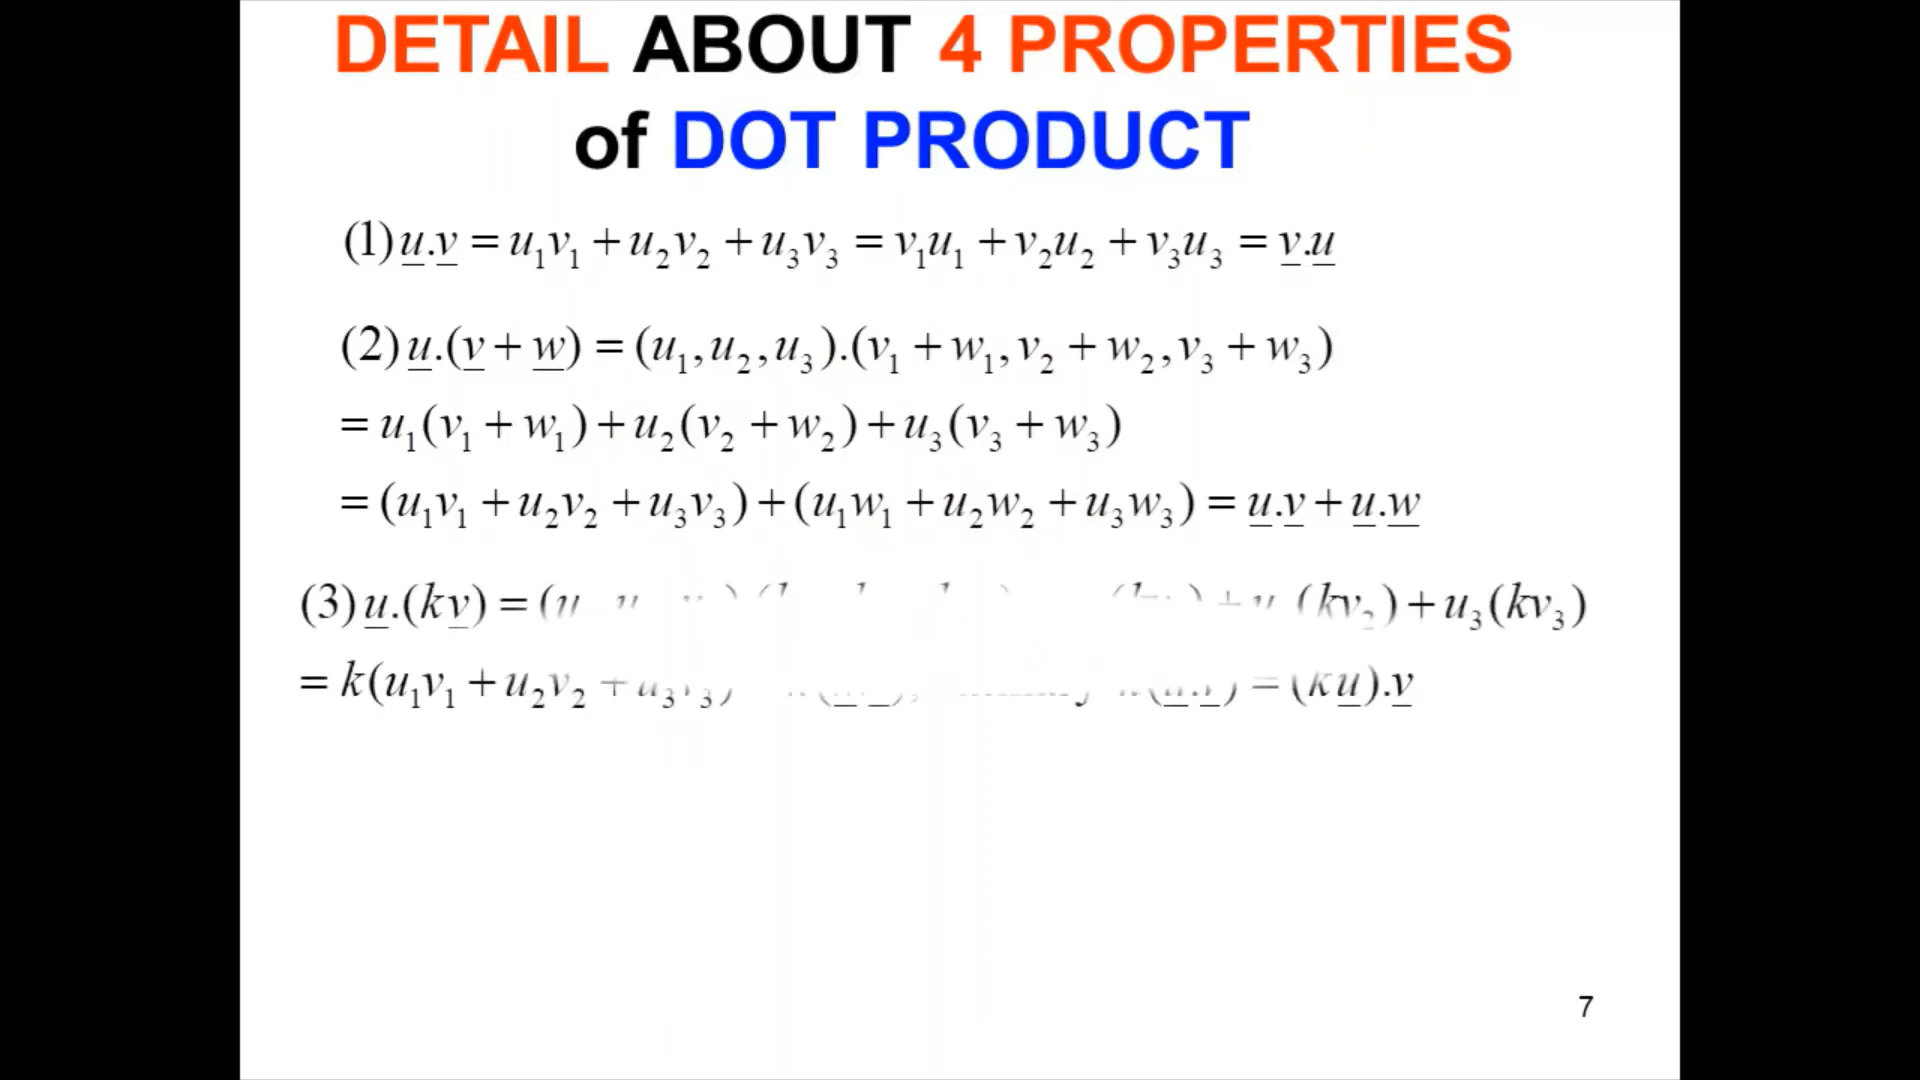 DETAIL ABOUT 4 PROPERTIES
of DOT PRODUCT
(1)u.v = u₁v₁ + u₂v₂ + u₃v₃ = v₁u₁ + v₂u₂ + v₃u₃ = v.u
(2)u.(v + w) = (u₁,u₂,u₃).(v₁ + w₁,v₂ + w₂,v₃ + w₃)
= u₁(v₁ + w₁) + u₂(v₂ + w₂) + u₃(v₃ + w₃)
= (u₁v₁ + u₂v₂ + u₃v₃) + (u₁w₁ + u₂w₂ + u₃w₃) = u.v + u.w
(3)u.(kv) = (u (kv₂) + u₃(kv₃)
= k(u₁v₁ + u₂v₂ + u₃v₃) = (ku).v
7